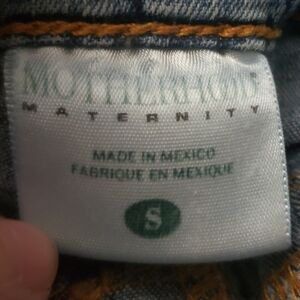 MOTHERHOOD
MATERNITY
MADE IN MEXICO
FABRIQUE EN MEXIQUE
S